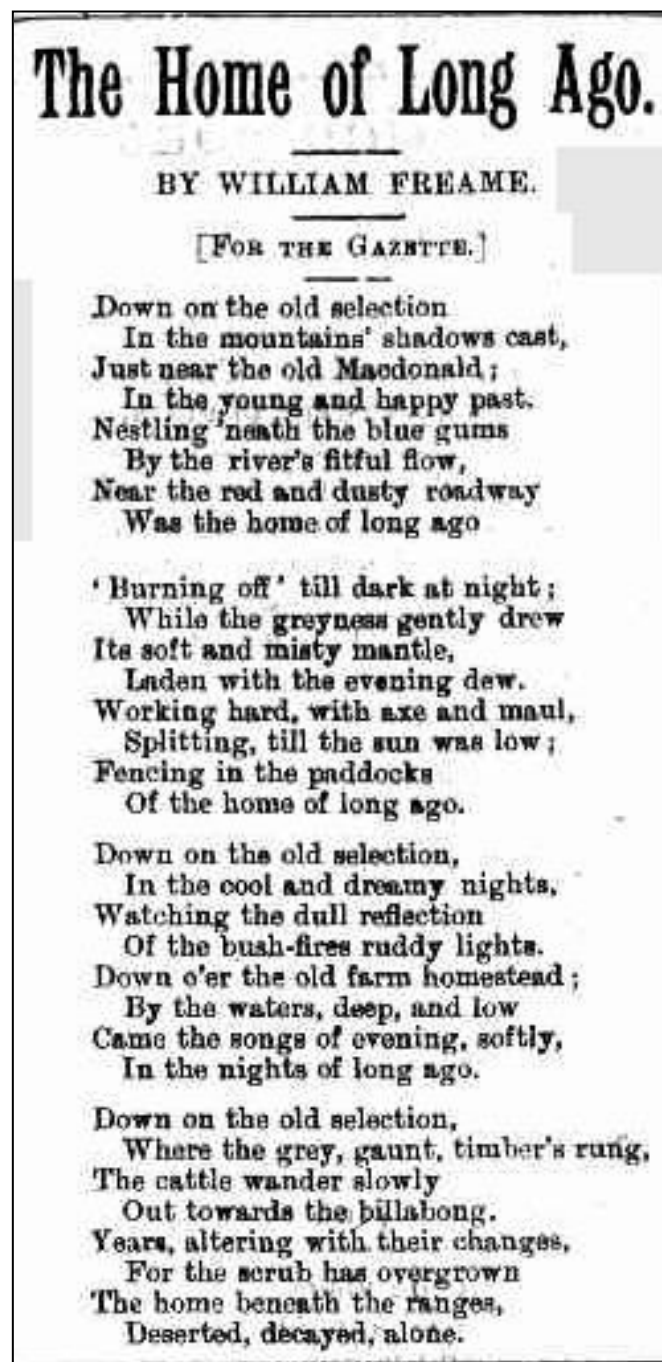 The Home of Long Ago.
BY WILLIAM FREAME.
[FOR THE GAZETTE.]
Down on the old selection
In the mountains' shadows cast,
Just near the old Macdonald;
In the young and happy past.
Nestling 'neath the blue gums
By the river's fitful flow,
Near the red and dusty roadway
Was the home of long ago
'Burning off' till dark at night;
While the greyness gently drew
Its soft and misty mantle,
Laden with the evening dew.
Working hard, with axe and maul,
Splitting, till the sun was low;
Fencing in the paddocks
Of the home of long ago.
Down on the old selection,
In the cool and dreamy nights,
Watching the dull reflection
Of the bush-fires ruddy lights.
Down o'er the old farm homestead;
By the waters, deep, and low
Came the songs of evening, softly,
In the nights of long ago.
Down on the old selection,
Where the grey, gaunt, timber's rung,
The cattle wander slowly
Out towards the billabong.
Years, altering with their changes,
For the scrub has overgrown
The home beneath the ranges,
Deserted, decayed, alone.